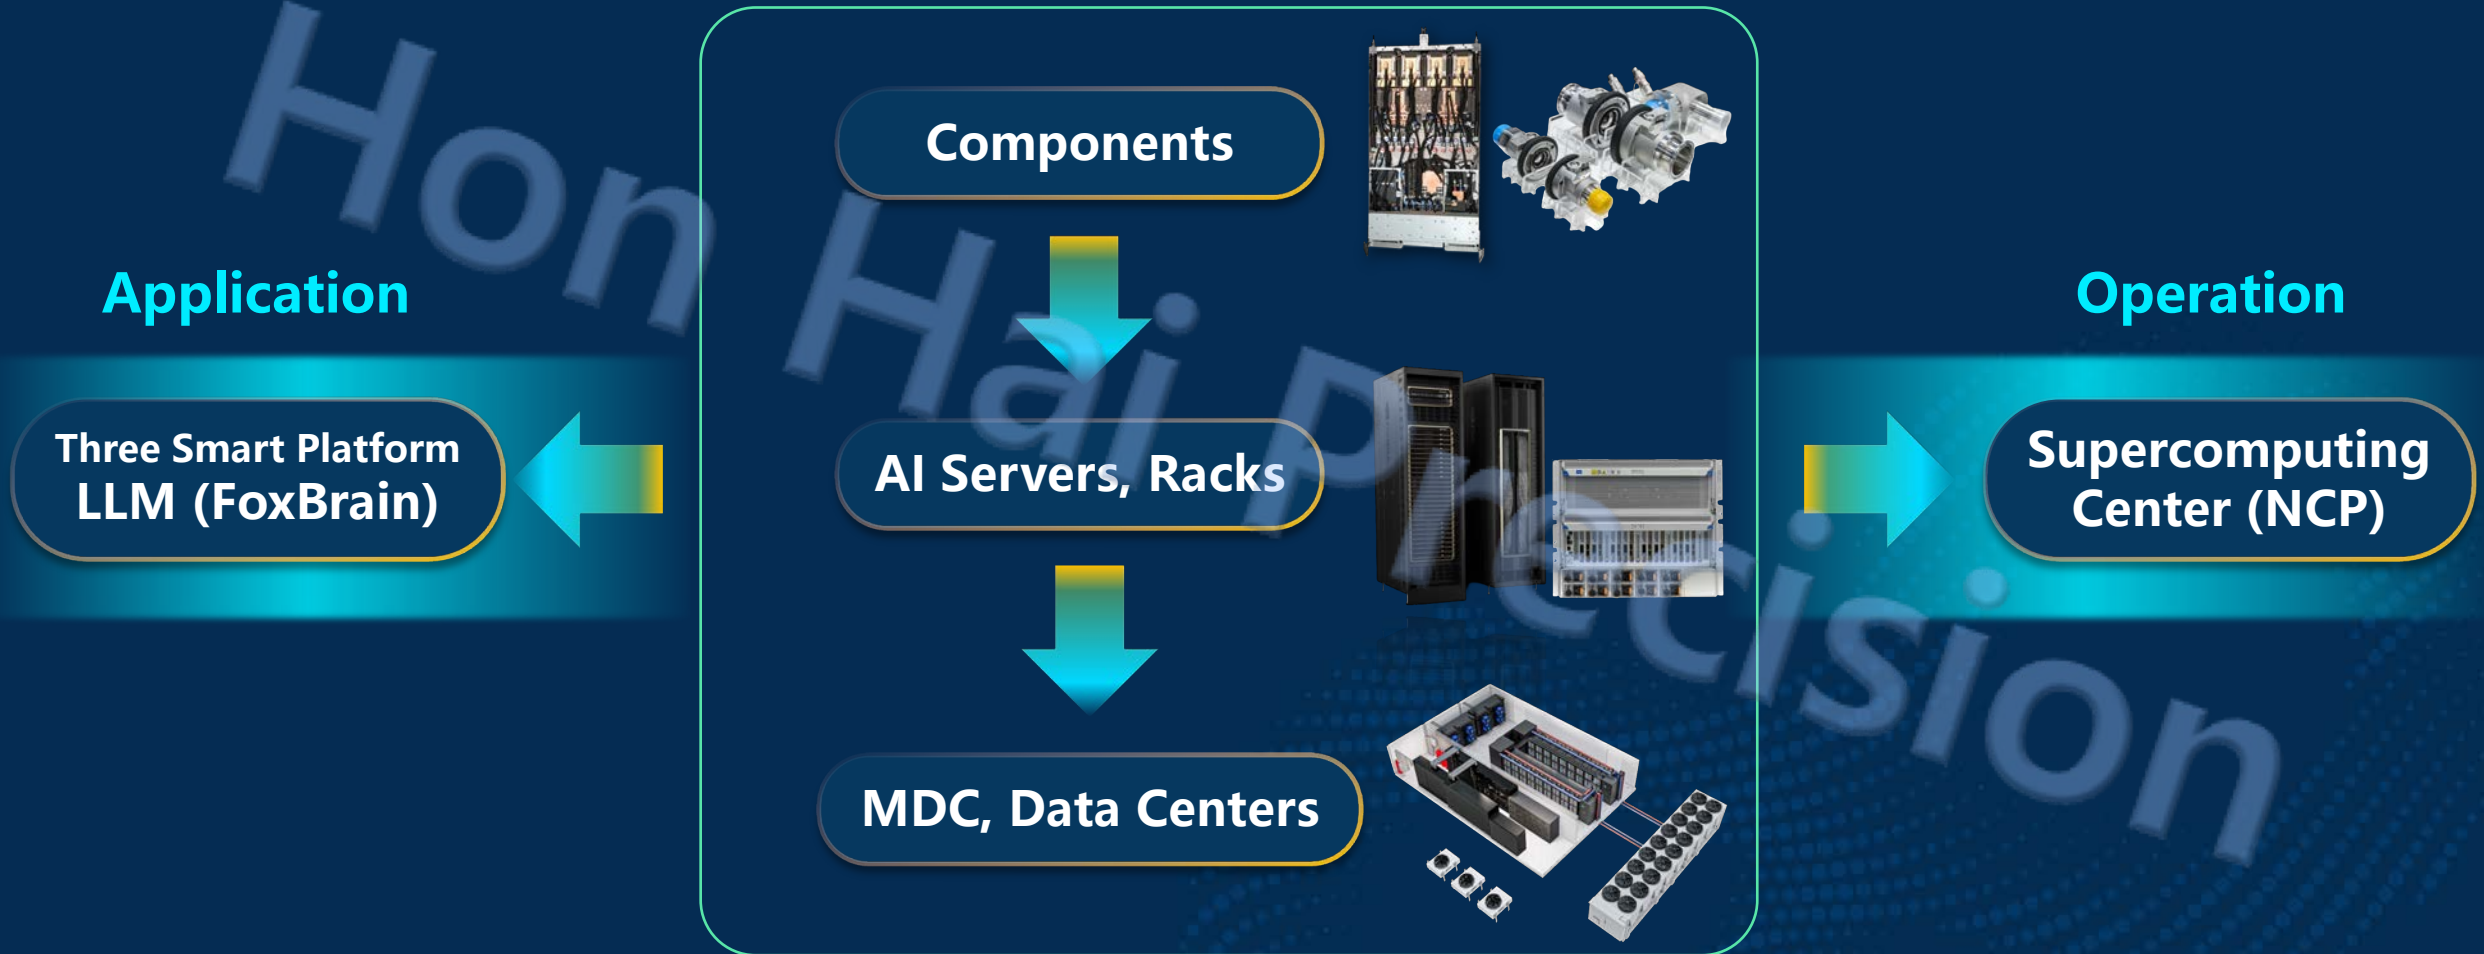 Components
Application
Operation
Three Smart Platform
LLM (FoxBrain)
AI Servers, Racks
Supercomputing
Center (NCP)
MDC, Data Centers
Hon Hai Precision